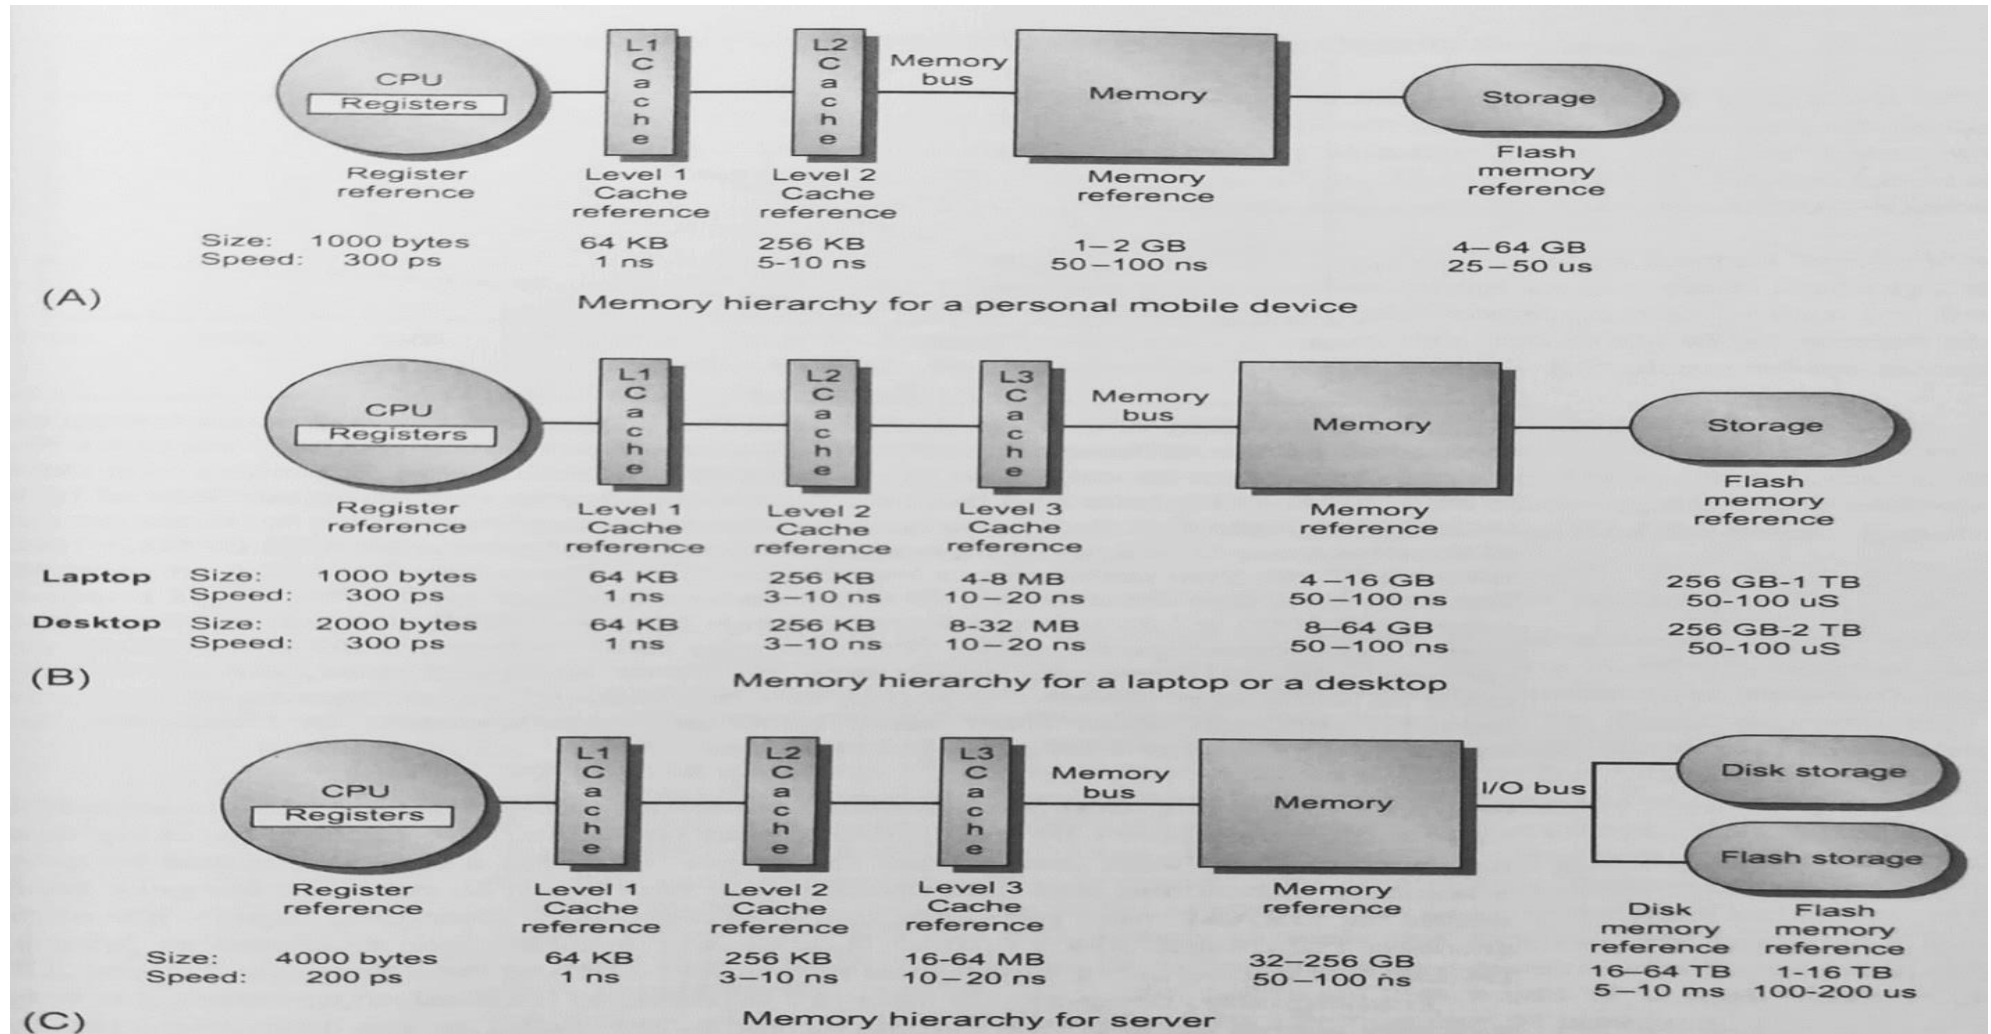 CPU
Registers
L1
Cache
L2
Cache
Memory
bus
Memory
Storage
Register
reference
Level 1
Cache
reference
Level 2
Cache
reference
Memory
reference
Flash
memory
reference
Size: 1000 bytes 64 KB 256 KB 1–2 GB 4–64 GB
Speed: 300 ps 1 ns 5-10 ns 50–100 ns 25–50 us
(A) Memory hierarchy for a personal mobile device
CPU
Registers
L1
Cache
L2
Cache
L3
Cache
Memory
bus
Memory
Storage
Register
reference
Level 1
Cache
reference
Level 2
Cache
reference
Level 3
Cache
reference
Memory
reference
Flash
memory
reference
Laptop Size: 1000 bytes 64 KB 256 KB 4-8 MB 4–16 GB 256 GB-1 TB
Speed: 300 ps 1 ns 3–10 ns 10–20 ns 50–100 ns 50-100 uS
Desktop Size: 2000 bytes 64 KB 256 KB 8-32 MB 8–64 GB 256 GB-2 TB
Speed: 300 ps 1 ns 3–10 ns 10–20 ns 50–100 ns 50-100 uS
(B) Memory hierarchy for a laptop or a desktop
CPU
Registers
L1
Cache
L2
Cache
L3
Cache
Memory
bus
Memory
I/O bus
Disk storage
Flash storage
Register
reference
Level 1
Cache
reference
Level 2
Cache
reference
Level 3
Cache
reference
Memory
reference
Disk
memory
reference
Flash
memory
reference
Size: 4000 bytes 64 KB 256 KB 16-64 MB 32–256 GB 16–64 TB 1-16 TB
Speed: 200 ps 1 ns 3–10 ns 10–20 ns 50–100 ns 5–10 ms 100-200 us
(C) Memory hierarchy for server